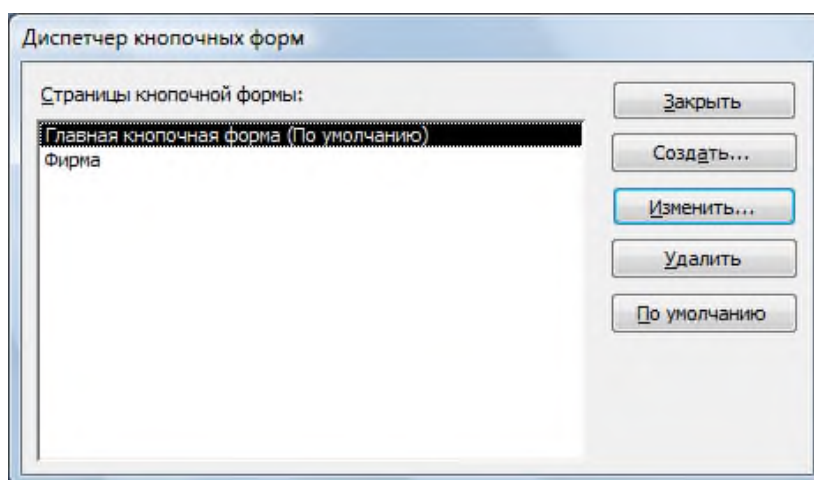 Диспетчер кнопочных форм
Страницы кнопочной формы:
Главная кнопочная форма (По умолчанию)
Фирма
Закрыть
Создать...
Изменить...
Удалить
По умолчанию